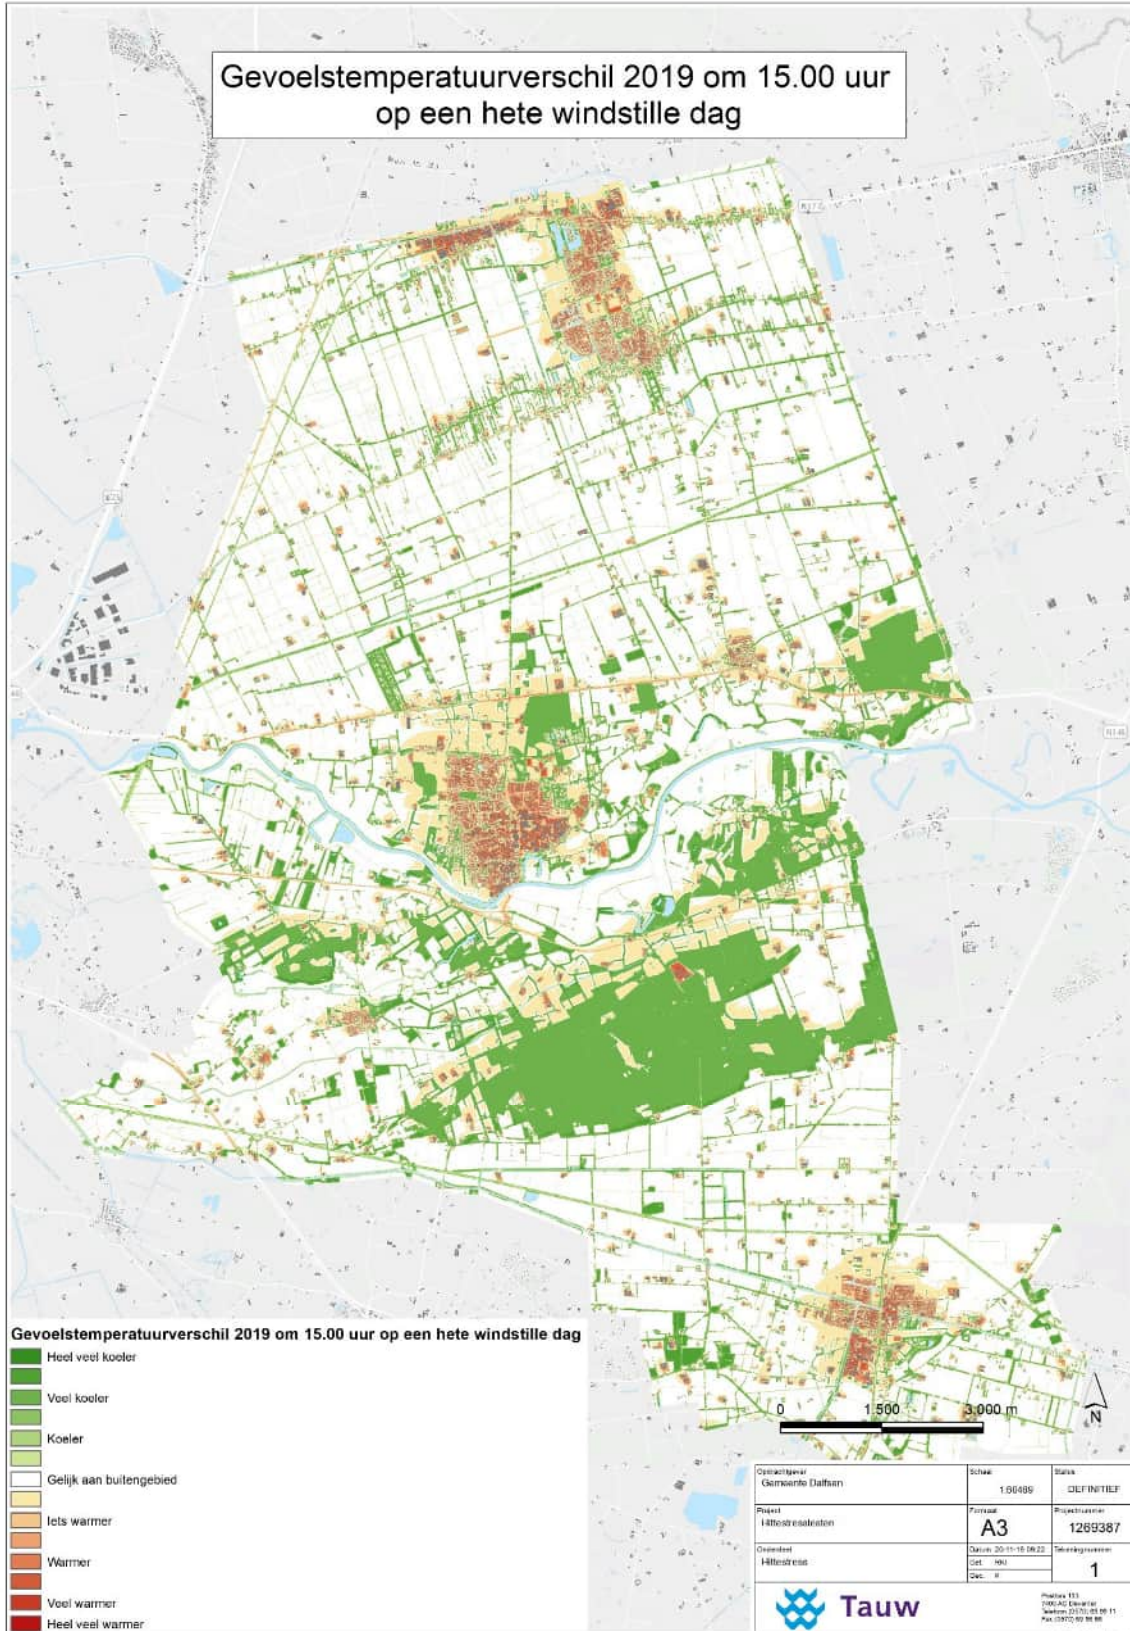 Gevoelstemperatuurverschil 2019 om 15.00 uur
op een hete windstille dag
Gevoelstemperatuurverschil 2019 om 15.00 uur op een hete windstille dag
Heel veel koeler
Veel koeler
Koeler
Gelijk aan buitengebied
Iets warmer
Warmer
Veel warmer
Heel veel warmer
0 1.500 3.000 m
N
Opdrachtgever
Gemeente Dalfsen
Schaal
Status
DEFINITIEF
Project
Hittestresstesten
Formaat
A3
Projectnummer
1269387
Onderdeel
Hittestress
Datum
Get.
Gec.
Tekeningnummer
1
Tauw